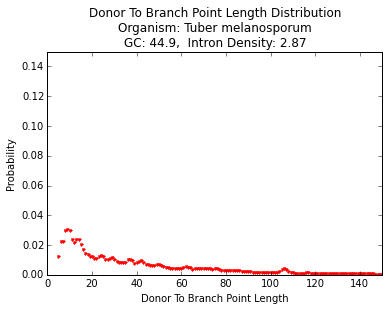 Donor To Branch Point Length Distribution
Organism: Tuber melanosporum
GC: 44.9,  Intron Density: 2.87
0.14
0.12
0.10
0.08
0.06
0.04
0.02
0.00
Probability
0 20 40 60 80 100 120 140
Donor To Branch Point Length